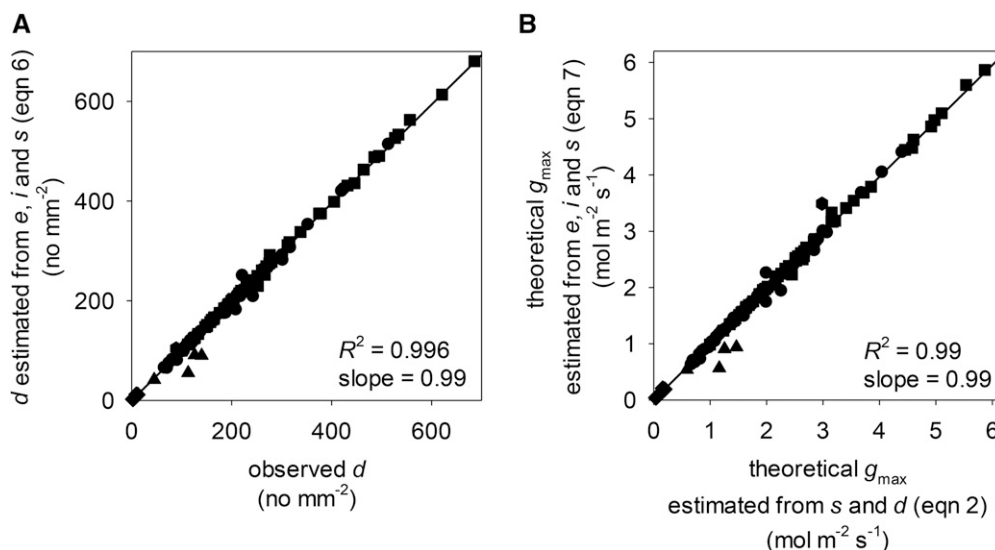 A
d estimated from e, i and s (eqn 6)
(no mm⁻²)
600
400
200
0
R² = 0.996
slope = 0.99
0 200 400 600
observed d
(no mm⁻²)
B
theoretical gmax
estimated from e, i and s (eqn 7)
(mol m⁻² s⁻¹)
6
5
4
3
2
1
0
R² = 0.99
slope = 0.99
0 1 2 3 4 5 6
theoretical gmax
estimated from s and d (eqn 2)
(mol m⁻² s⁻¹)